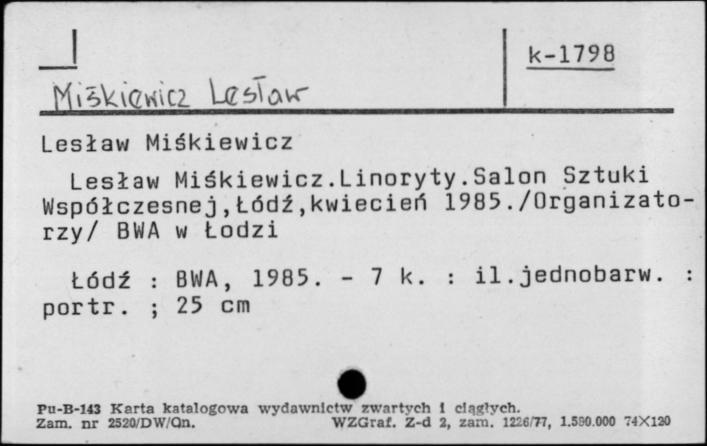 k-1798
Miśkiewicz Lesław
Lesław Miśkiewicz
Lesław Miśkiewicz.Linoryty.Salon Sztuki
Współczesnej,Łódź,kwiecień 1985./Organizato-
rzy/ BWA w Łodzi
Łódź : BWA, 1985. - 7 k. : il.jednobarw. :
portr. ; 25 cm
Pu-B-143 Karta katalogowa wydawnictw zwartych i ciągłych.
Zam. nr 2520/DW/Qn. WZGraf. Z-d 2, zam. 1226/77, 1.580.000 74X120